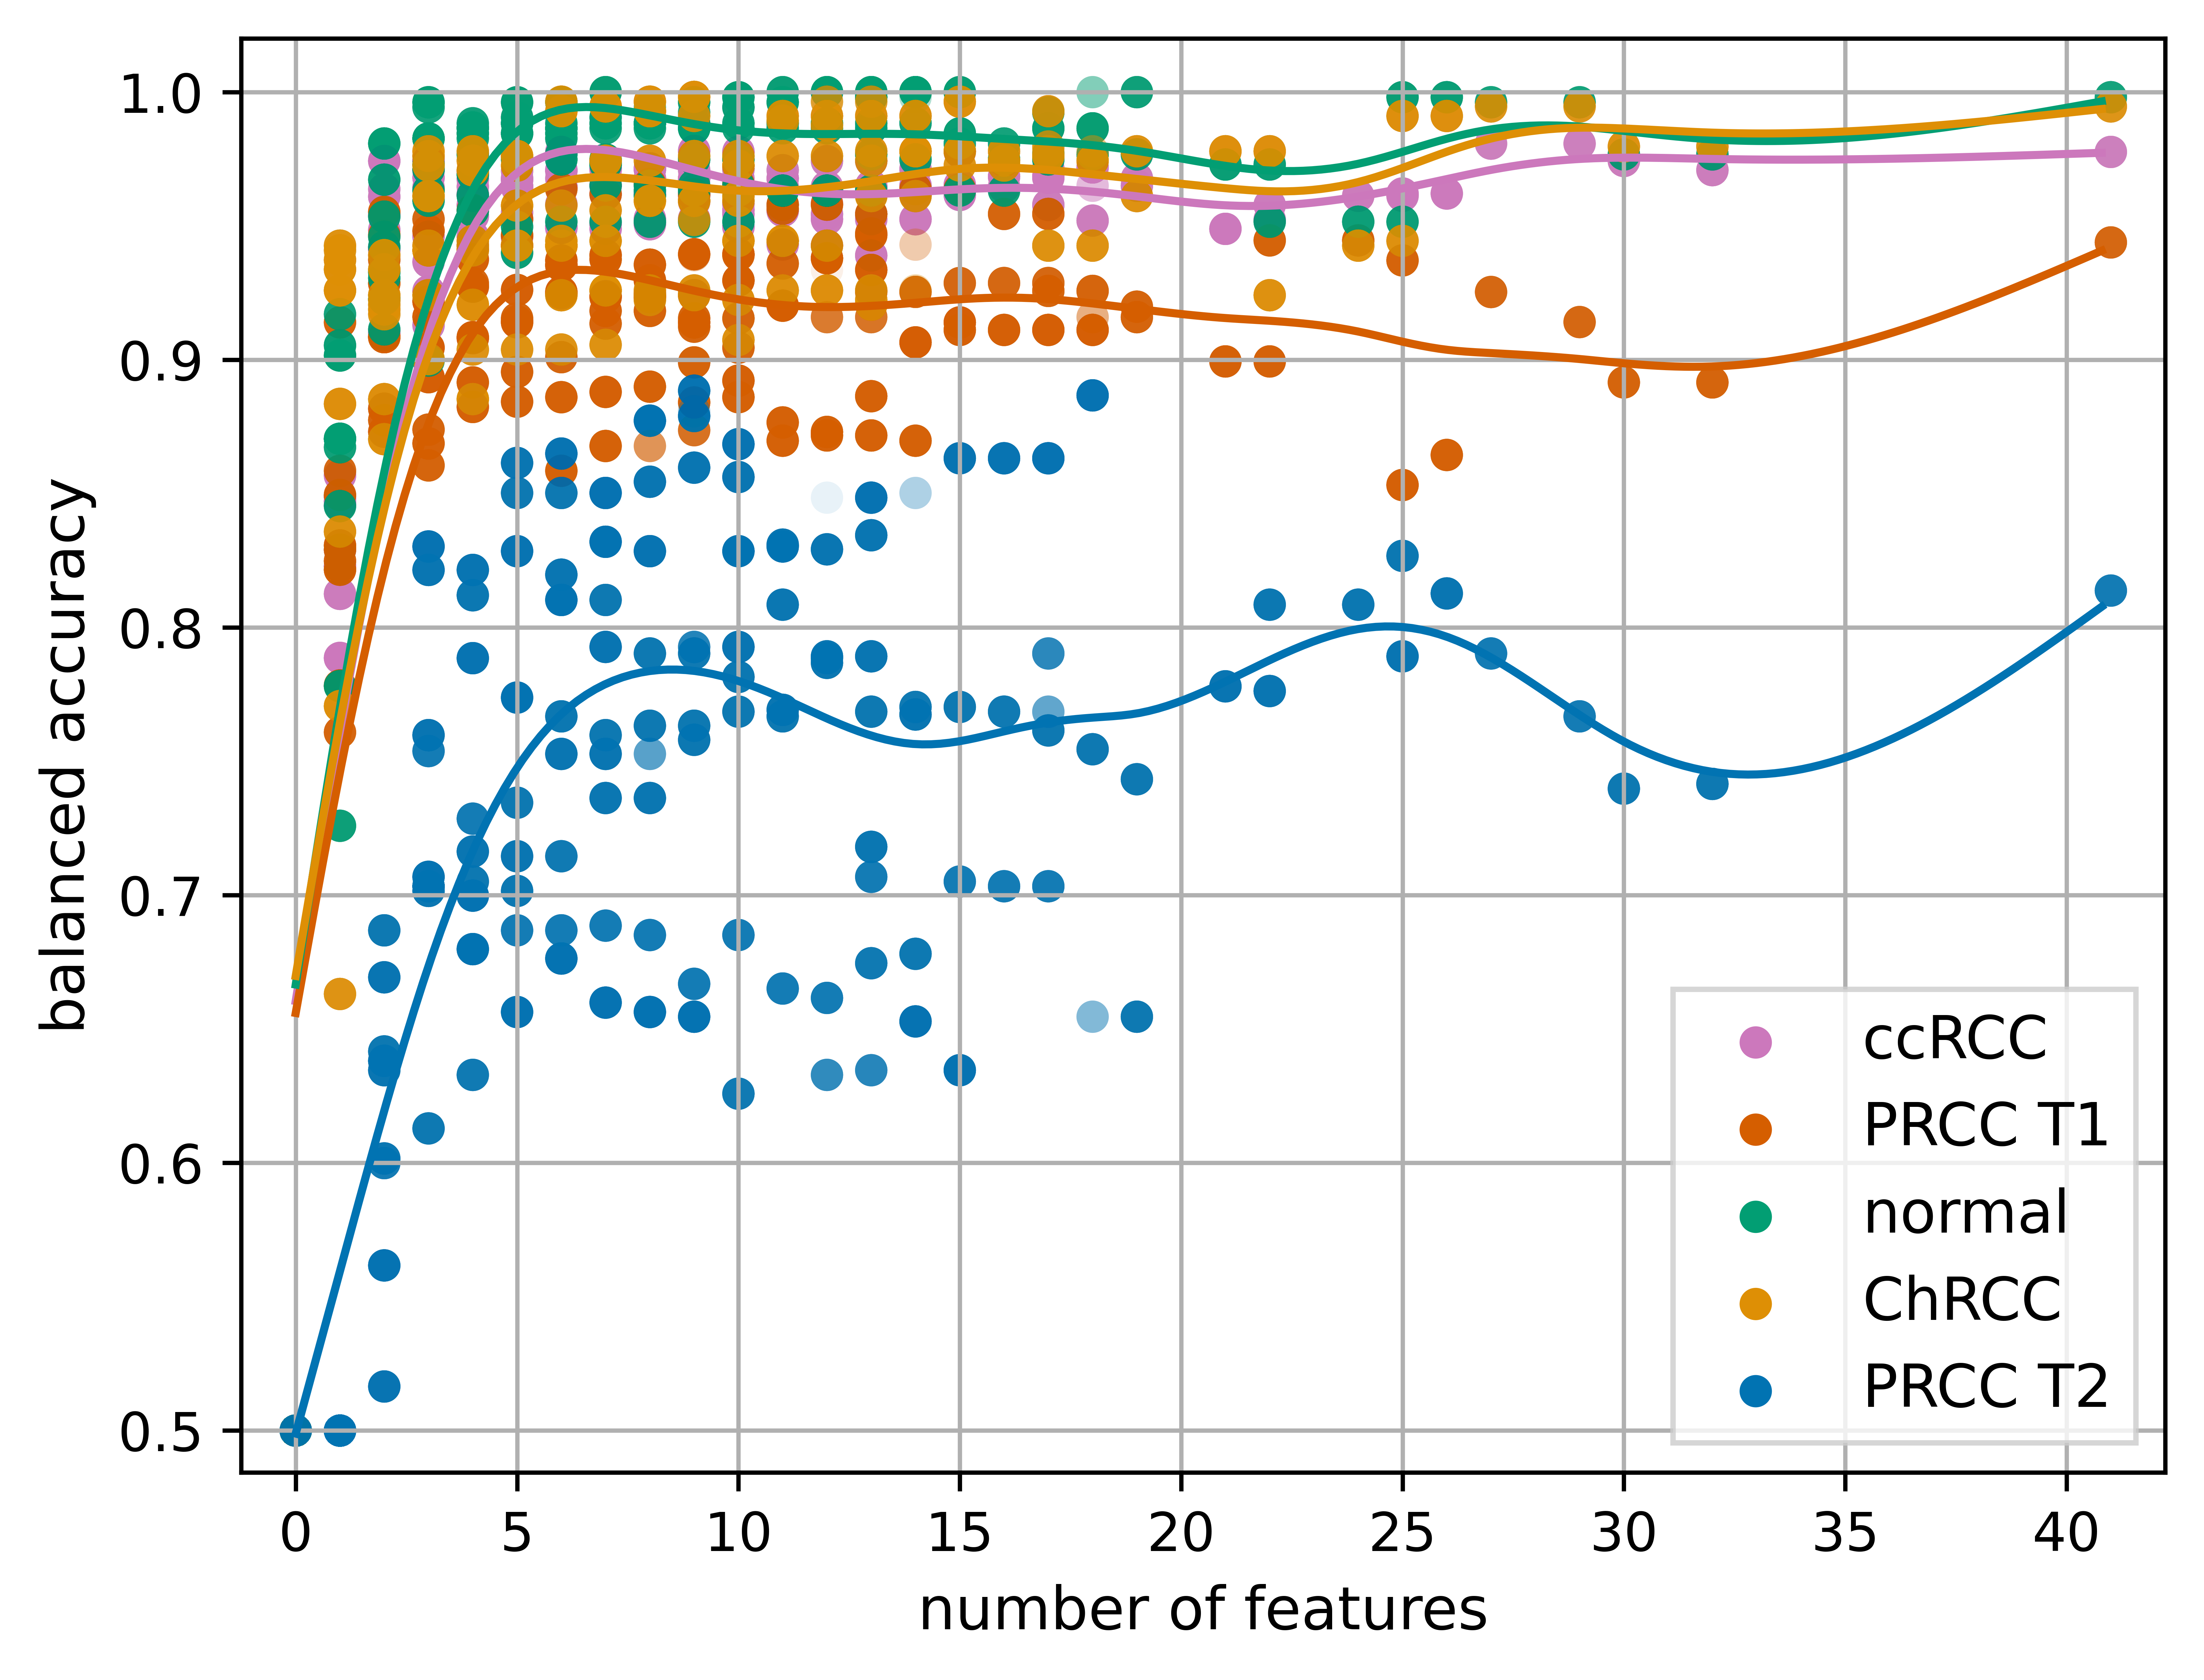 balanced accuracy
1.0
0.9
0.8
0.7
0.6
0.5
0 5 10 15 20 25 30 35 40
number of features
ccRCC
PRCC T1
normal
ChRCC
PRCC T2